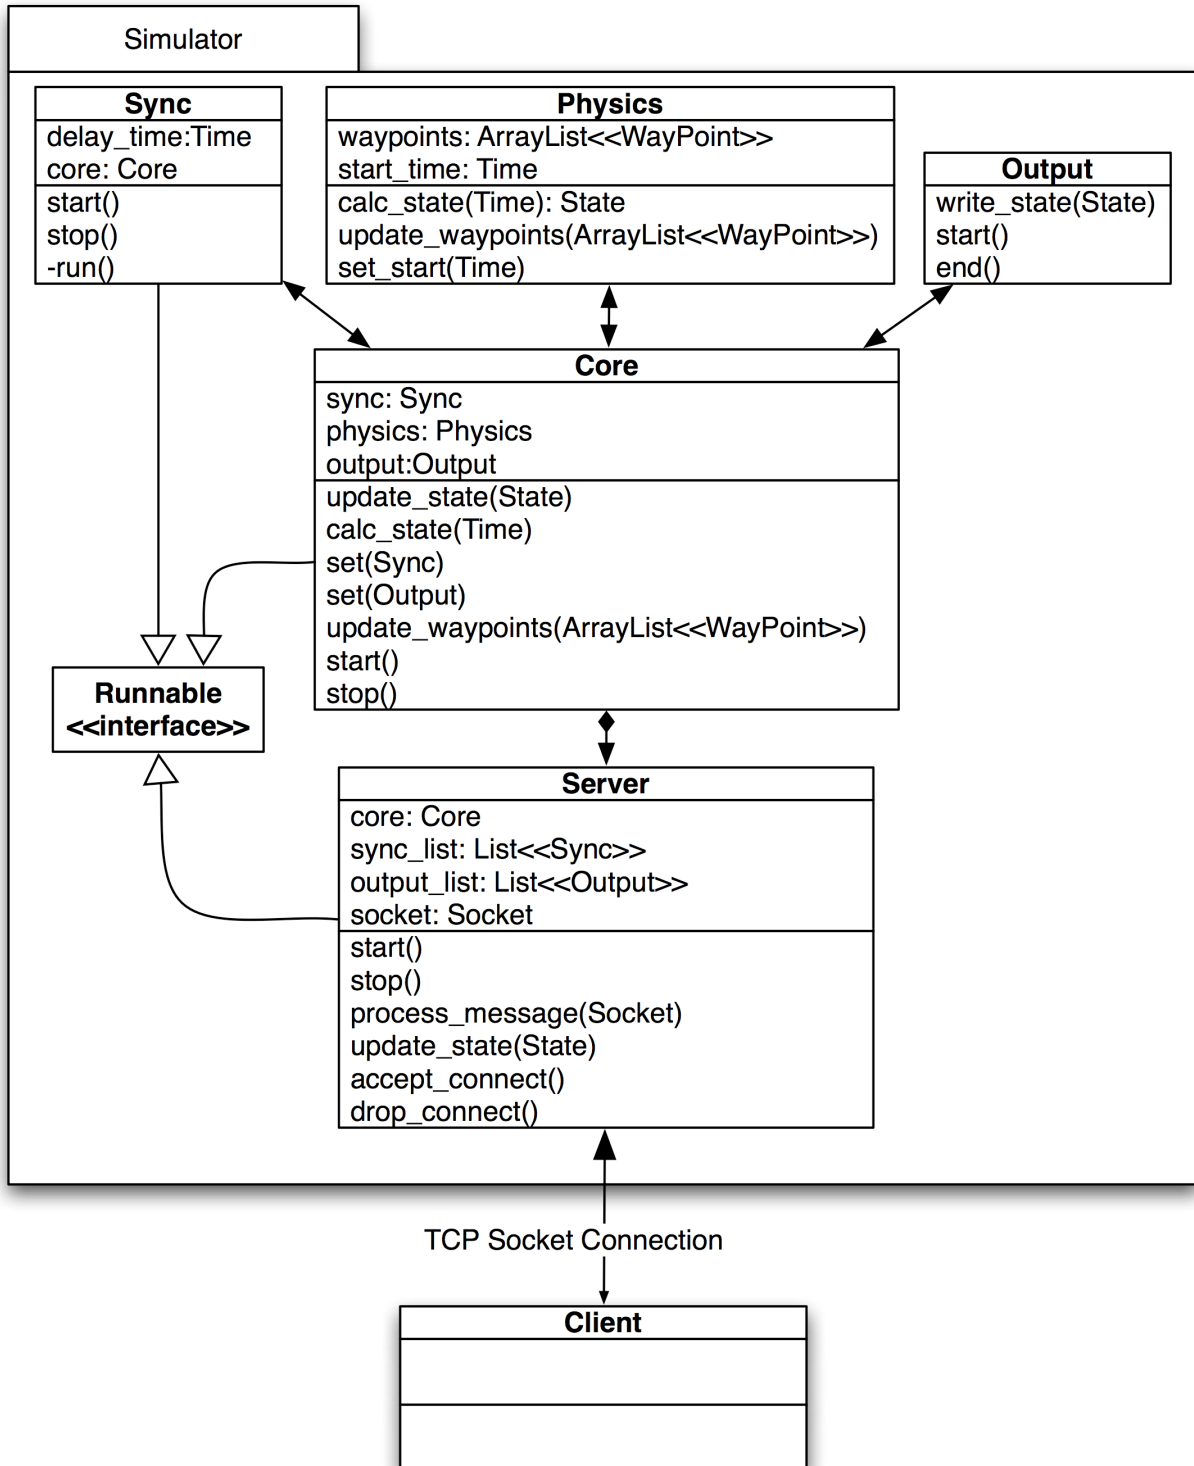 Simulator
Sync
delay_time:Time
core: Core
start()
stop()
-run()
Physics
waypoints: ArrayList<<WayPoint>>
start_time: Time
calc_state(Time): State
update_waypoints(ArrayList<<WayPoint>>)
set_start(Time)
Output
write_state(State)
start()
end()
Core
sync: Sync
physics: Physics
output:Output
update_state(State)
calc_state(Time)
set(Sync)
set(Output)
update_waypoints(ArrayList<<WayPoint>>)
start()
stop()
Runnable
<<interface>>
Server
core: Core
sync_list: List<<Sync>>
output_list: List<<Output>>
socket: Socket
start()
stop()
process_message(Socket)
update_state(State)
accept_connect()
drop_connect()
TCP Socket Connection
Client